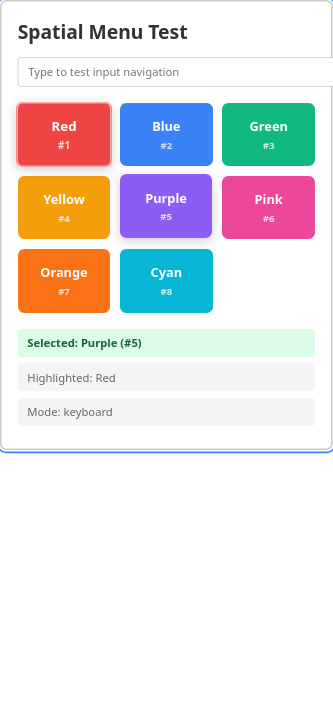 Spatial Menu Test
Type to test input navigation
Red
#1
Blue
#2
Green
#3
Yellow
#4
Purple
#5
Pink
#6
Orange
#7
Cyan
#8
Selected: Purple (#5)
Highlighted: Red
Mode: keyboard